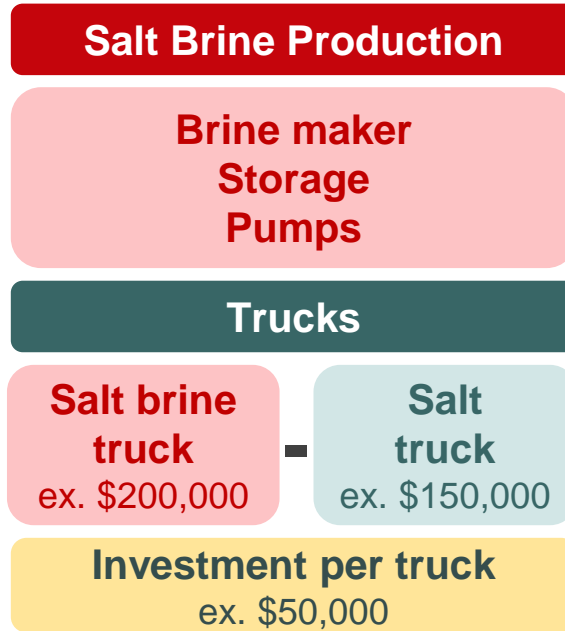 Salt Brine Production
Brine maker
Storage
Pumps
Trucks
Salt brine
truck
ex. $200,000
-
Salt
truck
ex. $150,000
Investment per truck
ex. $50,000